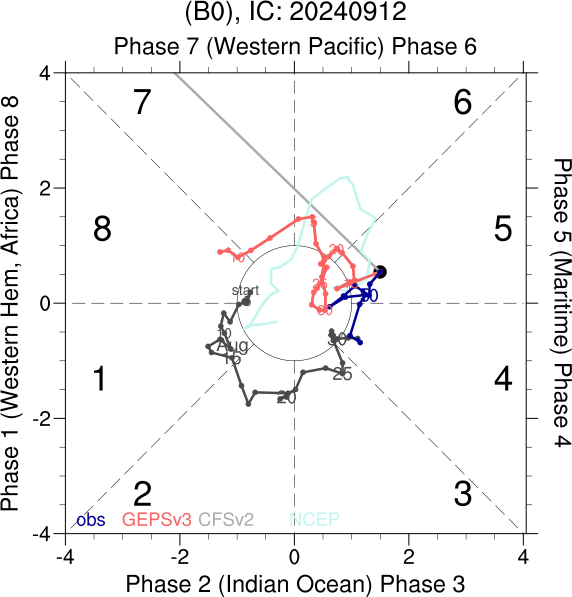 (B0), IC: 20240912
Phase 7 (Western Pacific) Phase 6
Phase 1 (Western Hem, Africa) Phase 8
Phase 5 (Maritime) Phase 4
4
2
0
-2
-4
7
6
8
5
1
4
2
3
start
10
Aug
15
20
25
30
10
20
obs
GEPSv3
CFSv2
NCEP
-4
-2
0
2
4
Phase 2 (Indian Ocean) Phase 3